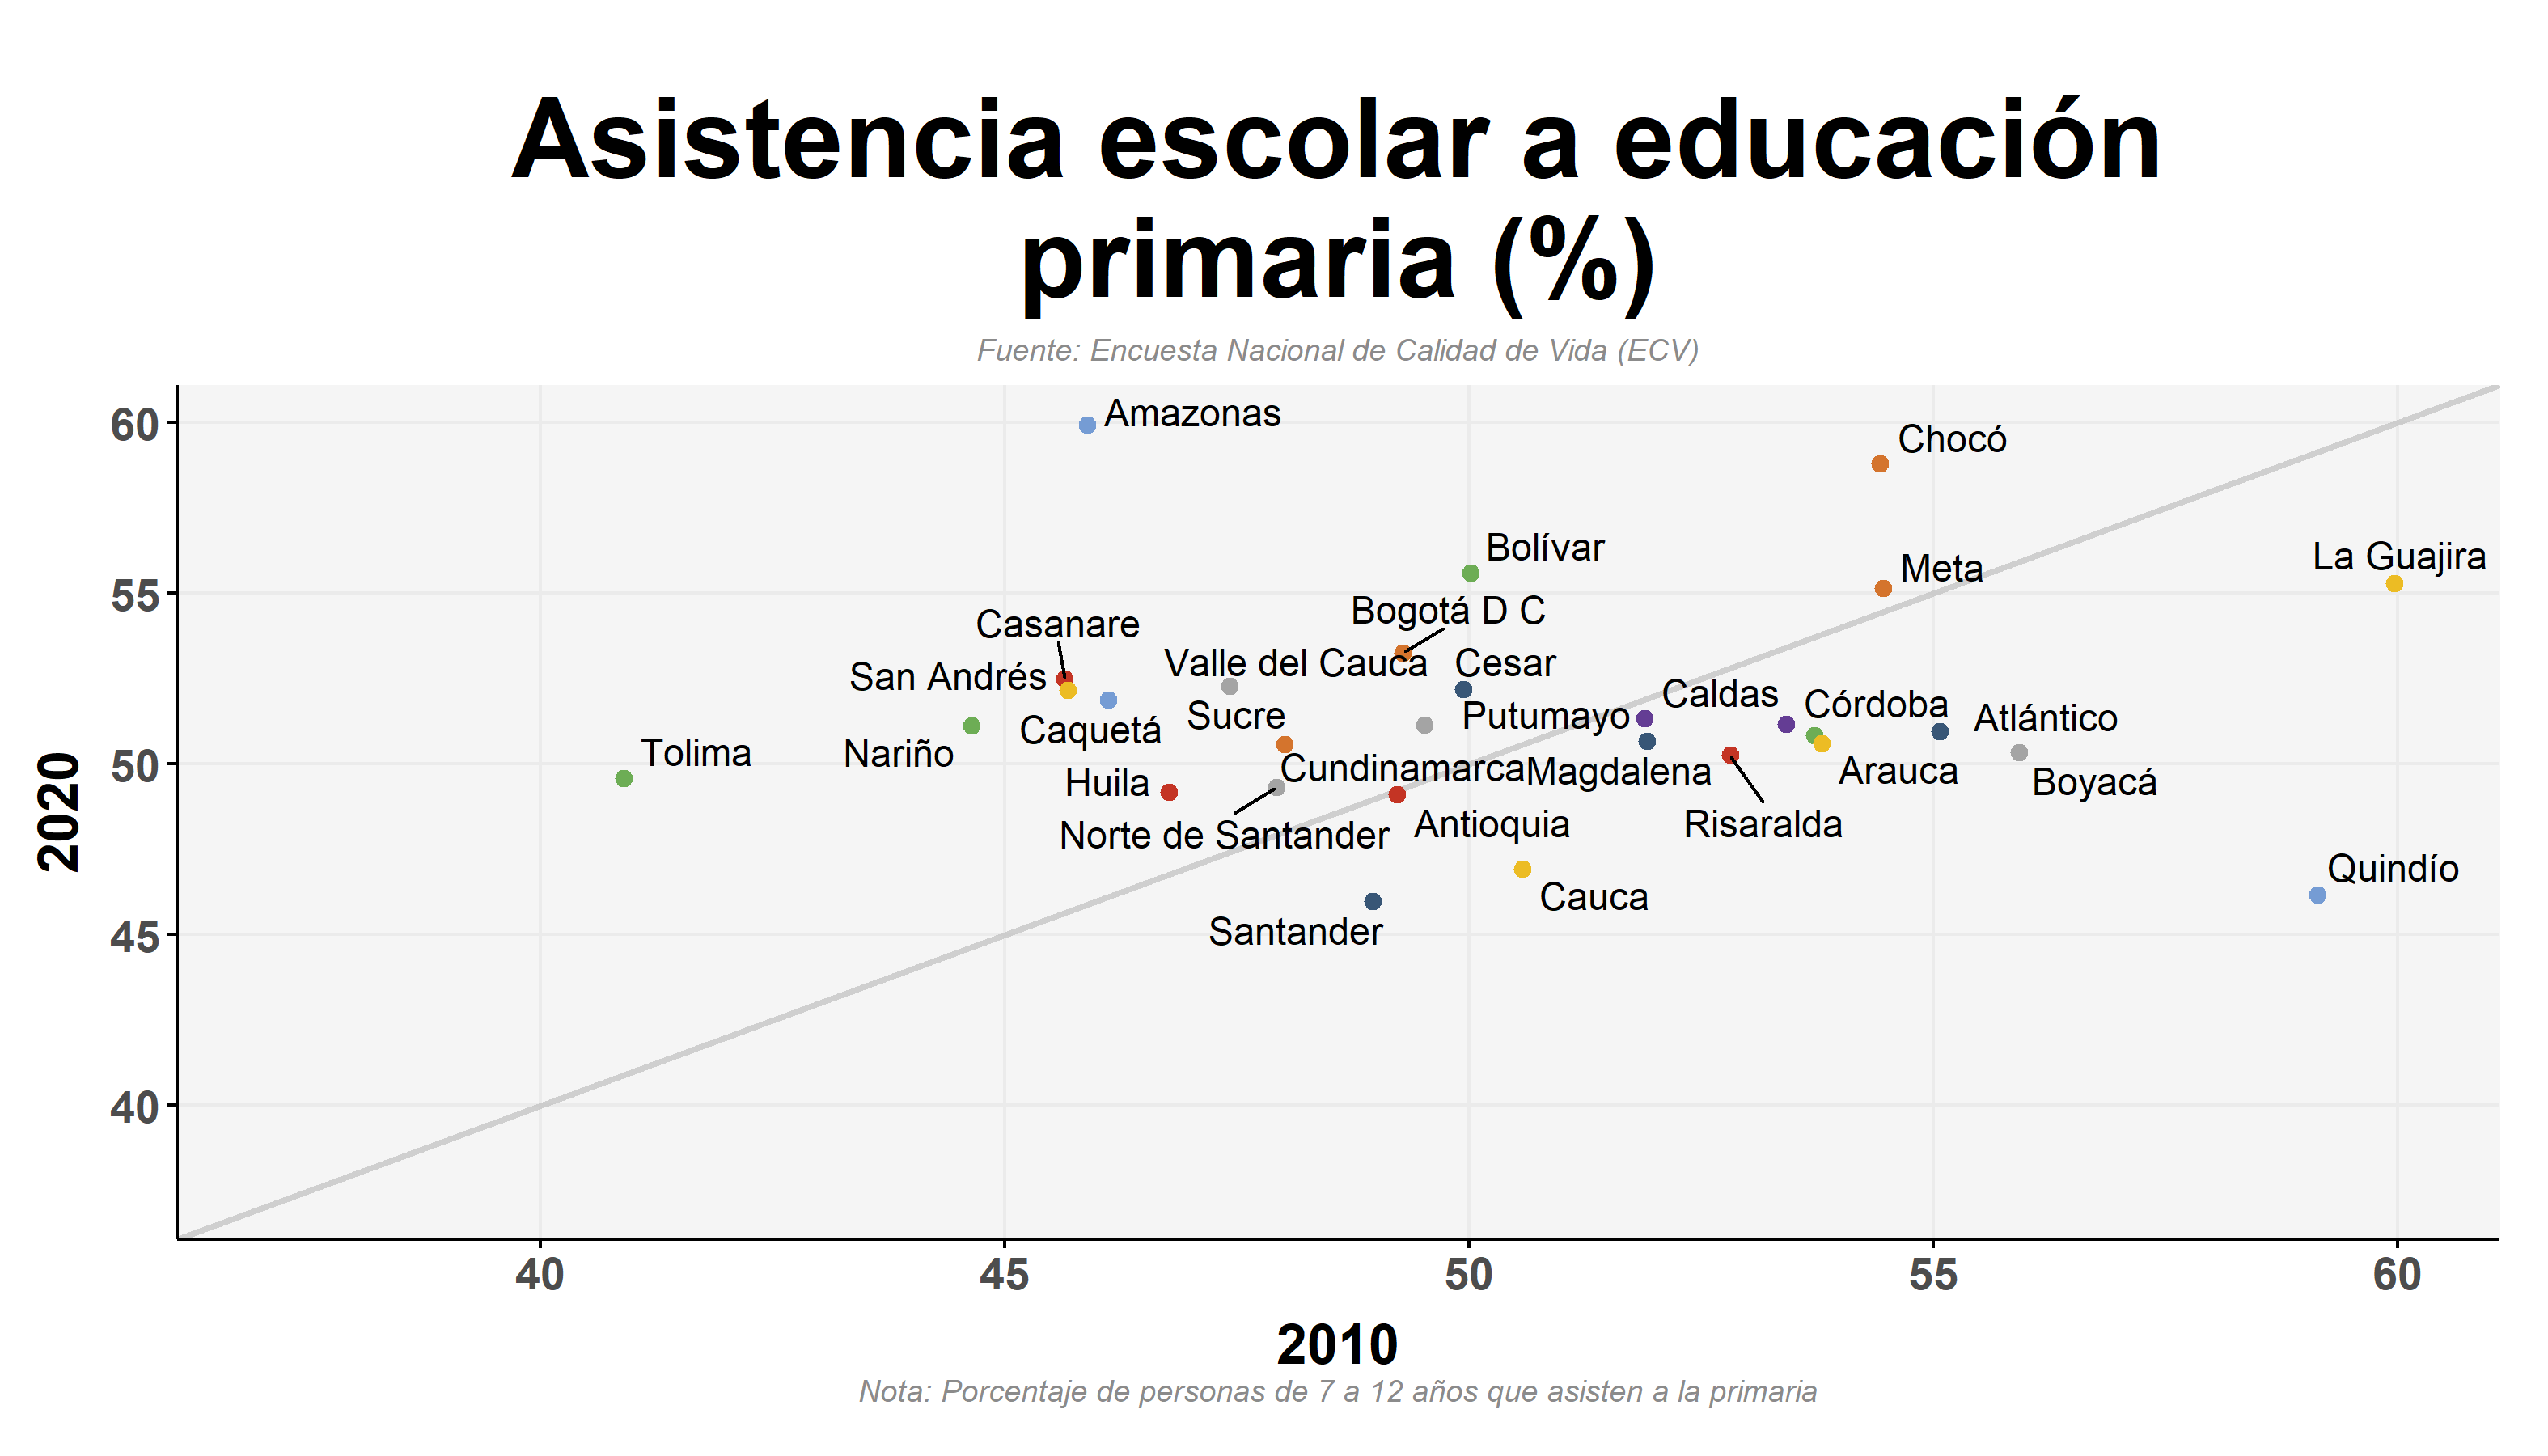 Asistencia escolar a educación
primaria (%)
Fuente: Encuesta Nacional de Calidad de Vida (ECV)
60
Amazonas
Chocó
Bolívar
La Guajira
55
Meta
Bogotá D C
Casanare
Valle del Cauca
Cesar
San Andrés
Caldas
Córdoba
Sucre
Putumayo
Atlántico
Caquetá
Tolima
Nariño
50
Cundinamarca
Magdalena
Arauca
Huila
Boyacá
Norte de Santander
Antioquia
Risaralda
Quindío
Cauca
Santander
45
40
2020
40
45
50
55
60
2010
Nota: Porcentaje de personas de 7 a 12 años que asisten a la primaria